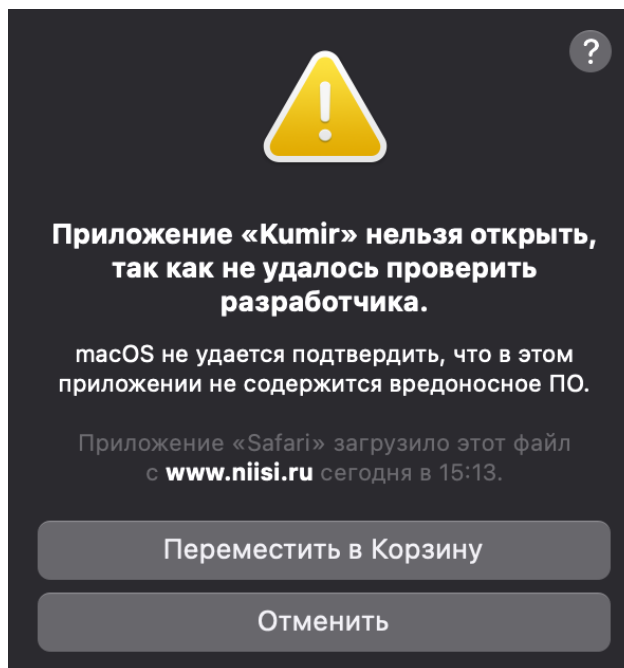 ?
Приложение «Kumir» нельзя открыть,
так как не удалось проверить
разработчика.
macOS не удается подтвердить, что в этом
приложении не содержится вредоносное ПО.
Приложение «Safari» загрузило этот файл
с www.niisi.ru сегодня в 15:13.
Переместить в Корзину
Отменить